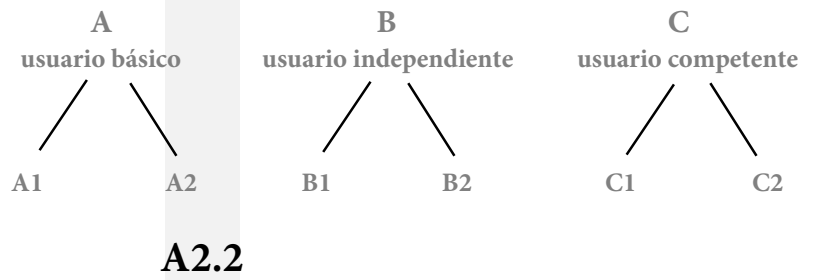 A B C
usuario básico usuario independiente usuario competente
A1 A2 B1 B2 C1 C2
A2.2